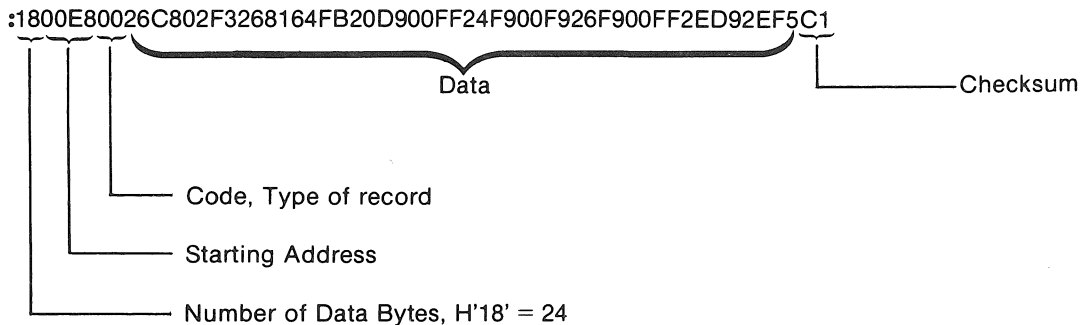 :1800E80026C802F3268164FB20D900FF24F900F926F900FF2ED92EF5C1
Data
Checksum
Code, Type of record
Starting Address
Number of Data Bytes, H'18' = 24